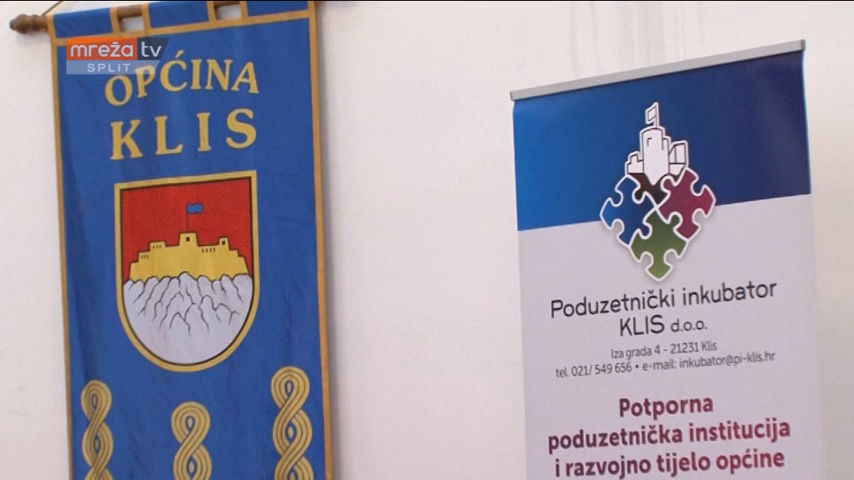 mreža tv
SPLIT
OPĆINA
KLIS
Poduzetnički inkubator
KLIS d.o.o.
Iza grada 4 - 21231 Klis
tel. 021/ 549 656 • e-mail: inkubator@pi-klis.hr
Potporna
poduzetnička institucija
i razvojno tijelo općine